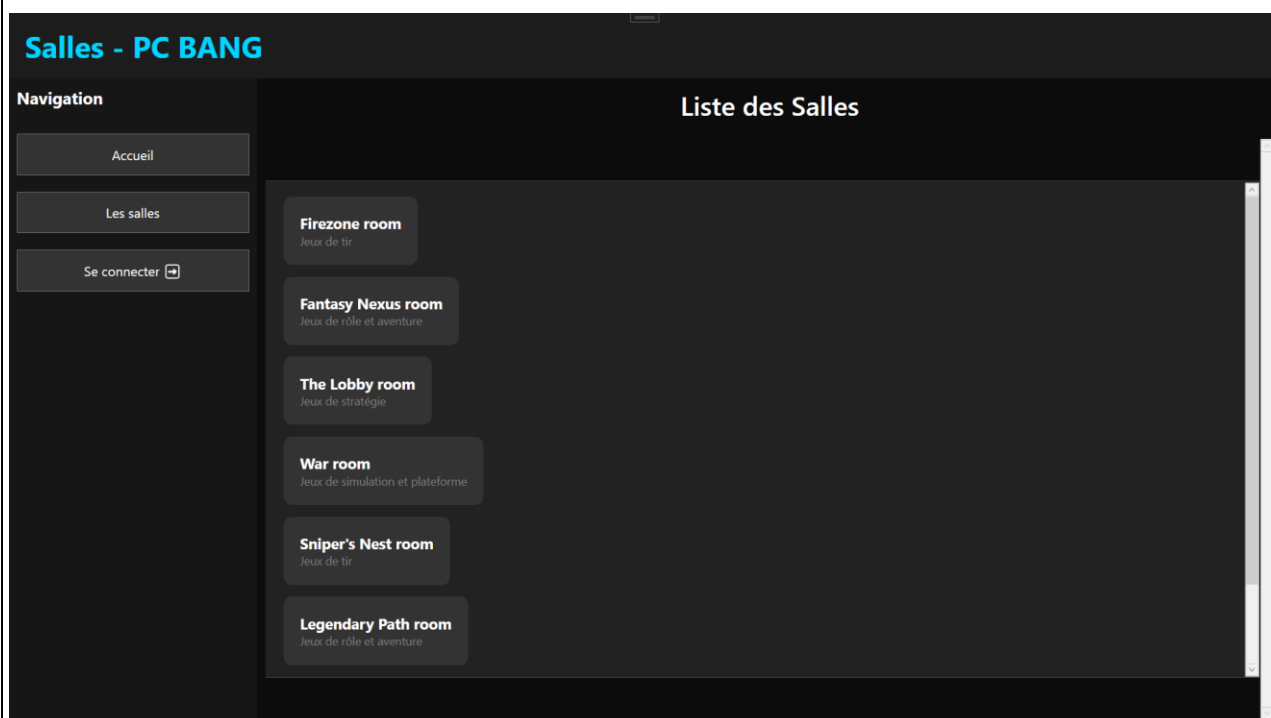 Salles - PC BANG
Navigation
Accueil
Les salles
Se connecter
Liste des Salles
Firezone room
Jeux de tir
Fantasy Nexus room
Jeux de rôle et aventure
The Lobby room
Jeux de stratégie
War room
Jeux de simulation et plateforme
Sniper's Nest room
Jeux de tir
Legendary Path room
Jeux de rôle et aventure